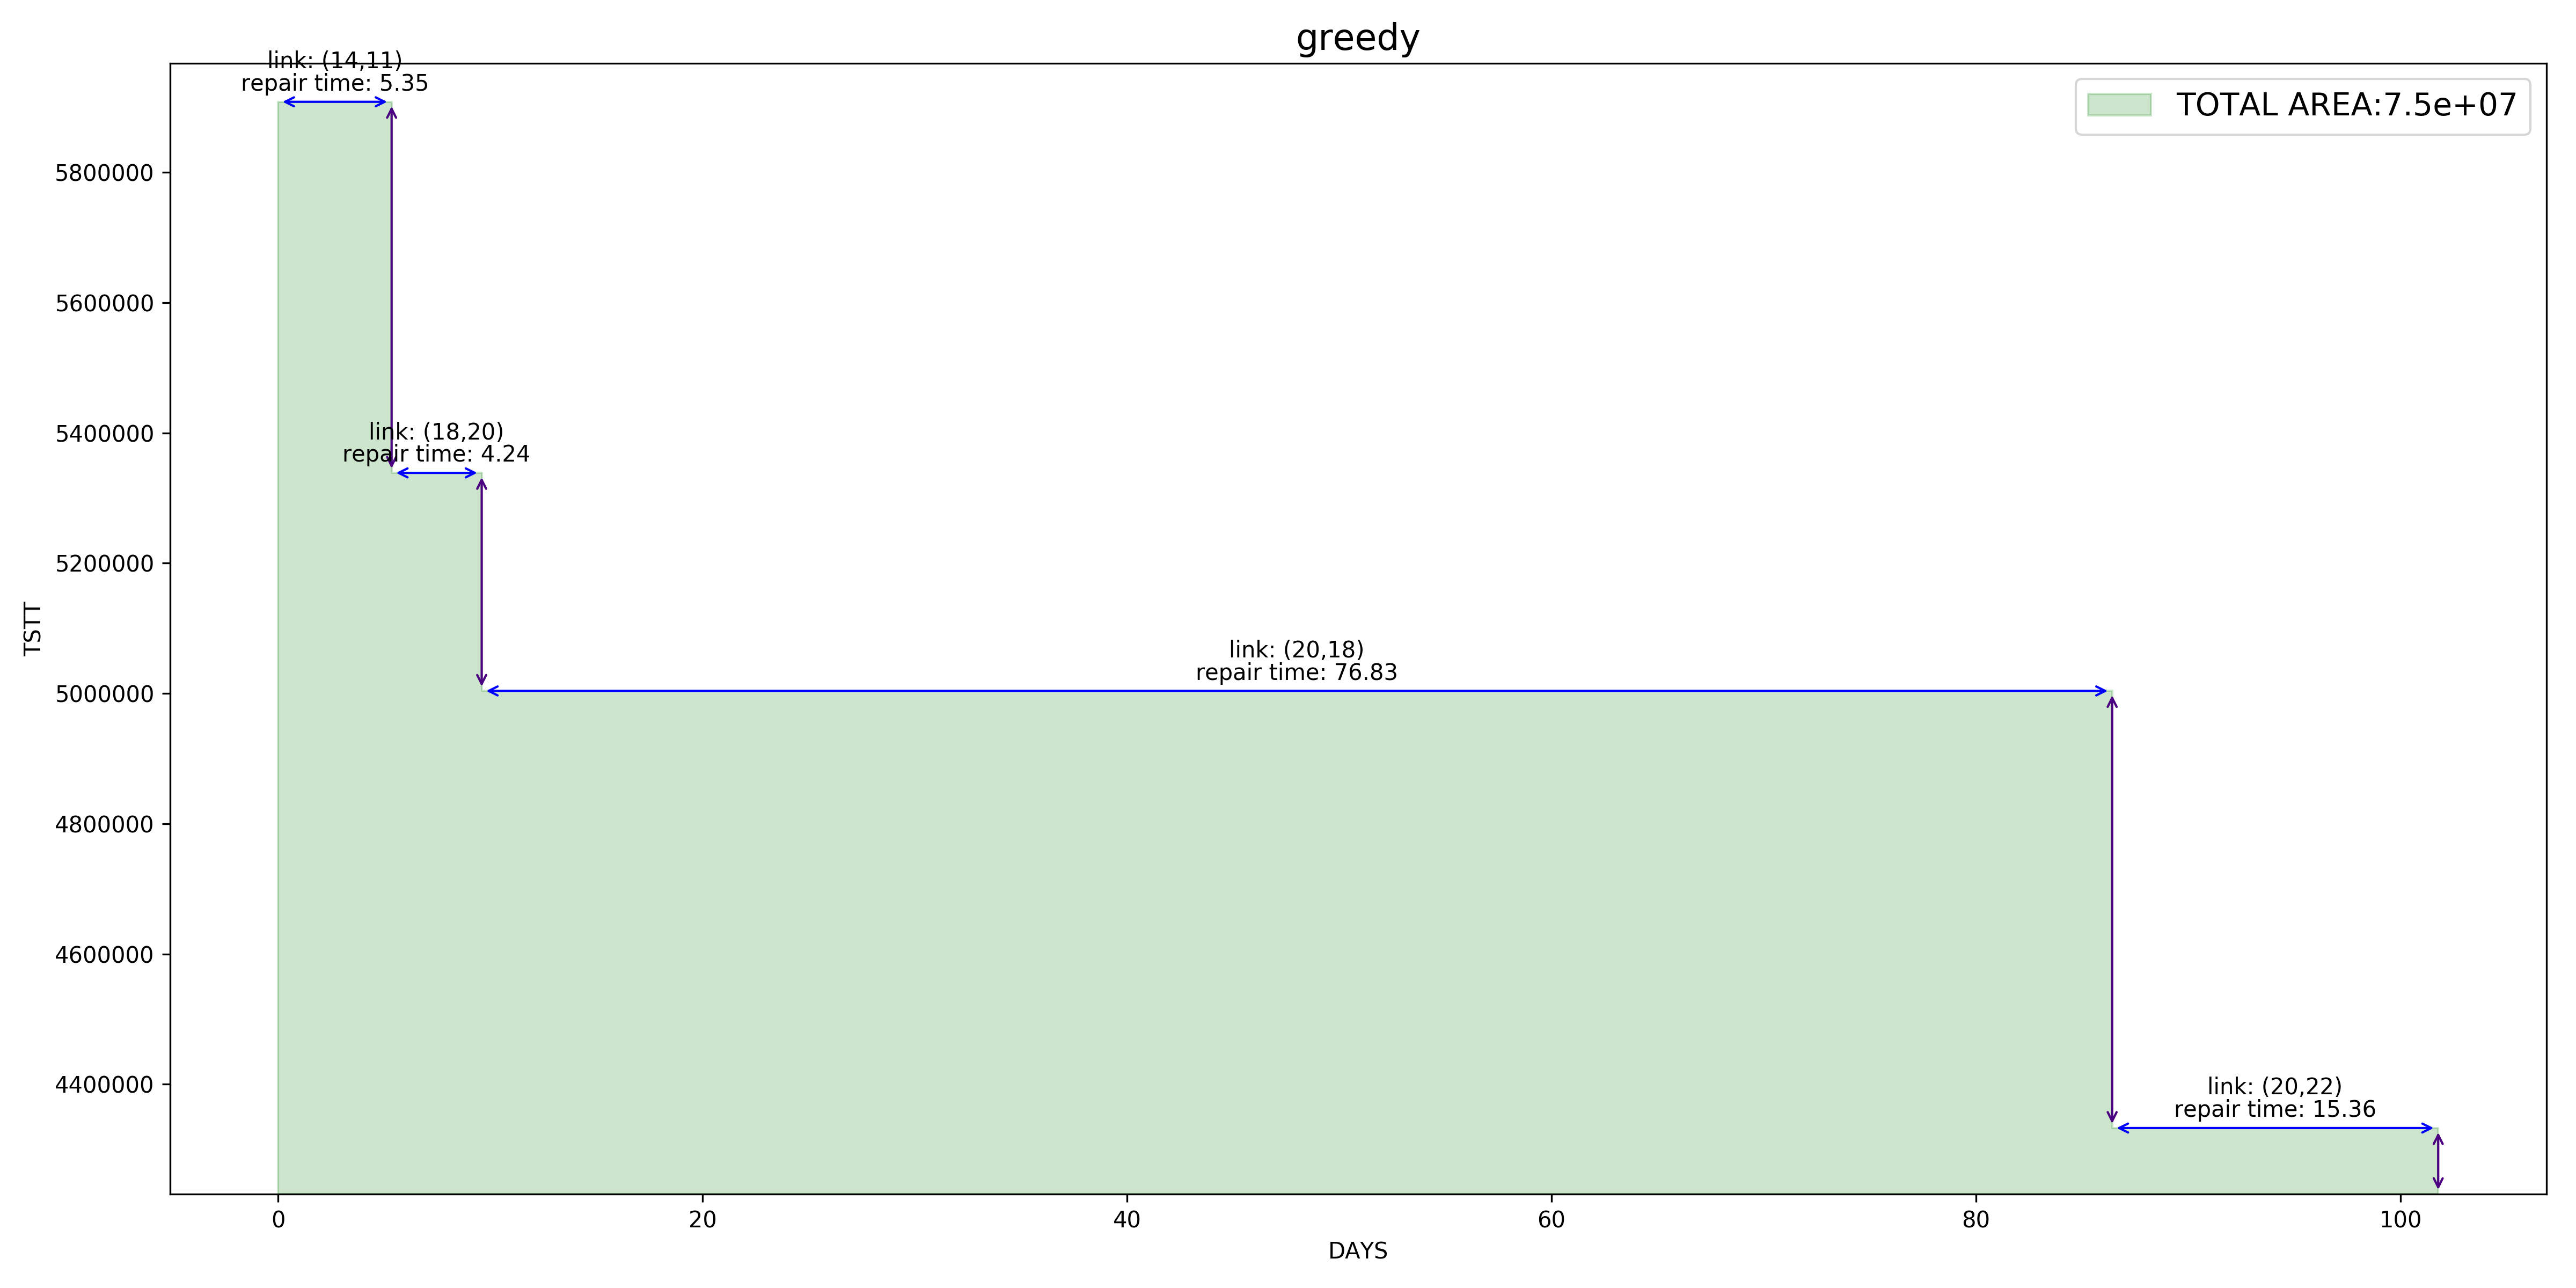 greedy
link: (14,11)
repair time: 5.35
TOTAL AREA:7.5e+07
5800000
5600000
5400000
5200000
5000000
4800000
4600000
4400000
TSTT
link: (18,20)
repair time: 4.24
link: (20,18)
repair time: 76.83
link: (20,22)
repair time: 15.36
0
20
40
60
80
100
DAYS